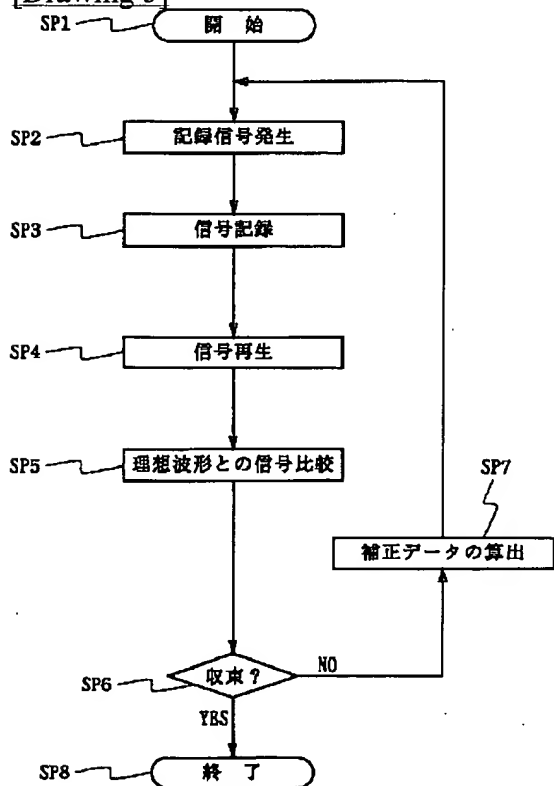 SP1 開 始
SP2 記録信号発生
SP3 信号記録
SP4 信号再生
SP5 理想波形との信号比較
SP7
補正データの算出
SP6 収束? NO
YES
SP8 終 了